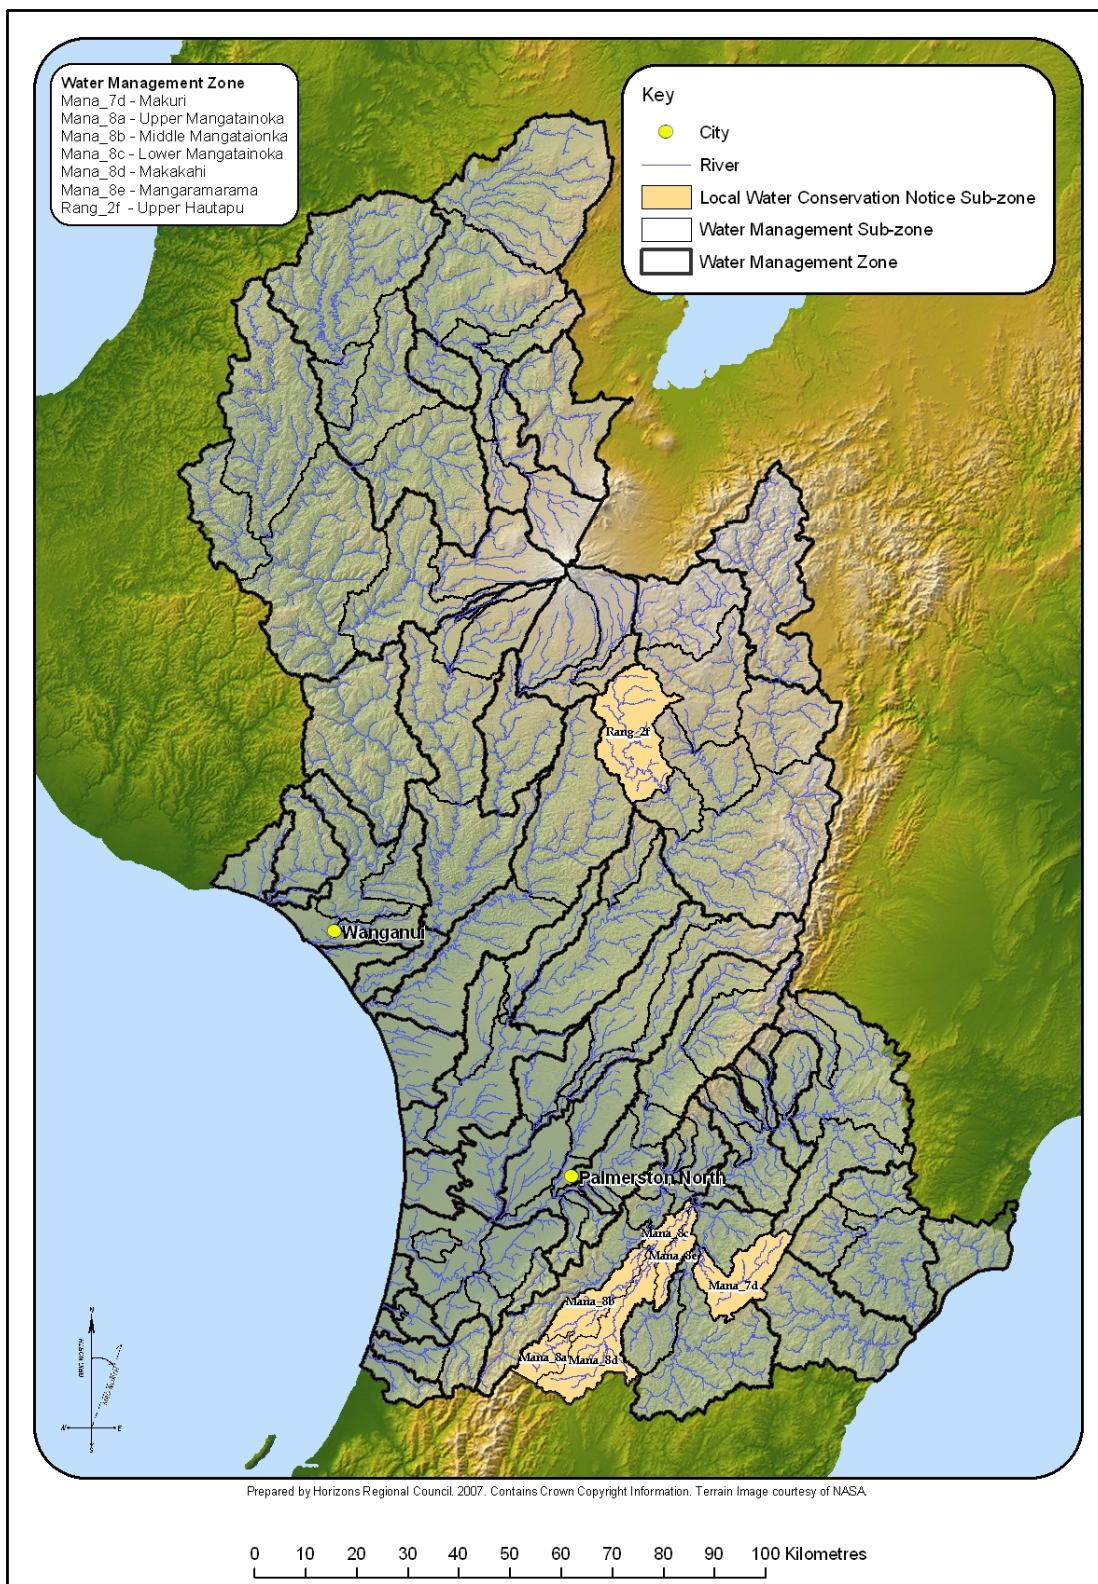 Water Management Zone
Mana_7d - Makuri
Mana_8a - Upper Mangatainoka
Mana_8b - Middle Mangataionka
Mana_8c - Lower Mangatainoka
Mana_8d - Makakahi
Mana_8e - Mangaramarama
Rang_2f - Upper Hautapu
Key
City
River
Local Water Conservation Notice Sub-zone
Water Management Sub-zone
Water Management Zone
Rang_2f
Wanganui
Palmerston North
Mana_8c
Mana_8e
Mana_7d
Mana_8b
Mana_8a
Mana_8d
N
GRID NORTH
E
S
Prepared by Horizons Regional Council. 2007. Contains Crown Copyright Information. Terrain Image courtesy of NASA.
0 10 20 30 40 50 60 70 80 90 100 Kilometres